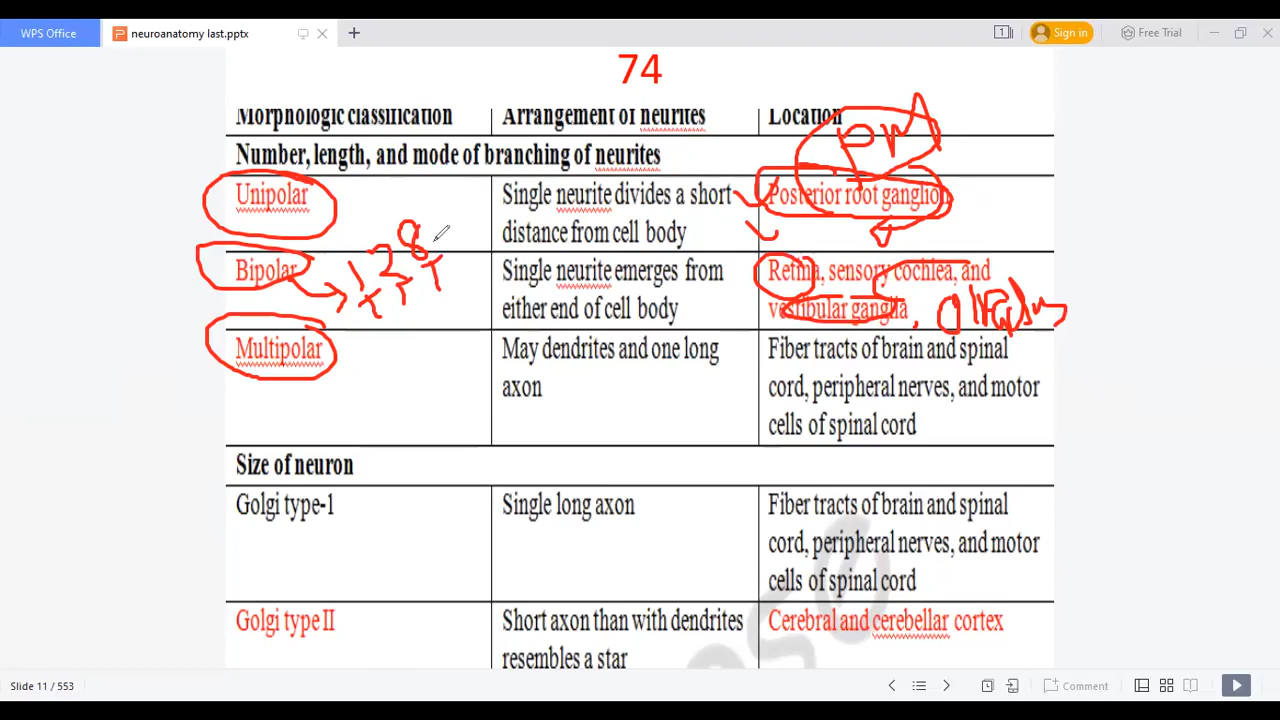 WPS Office neuroanatomy last.pptx + 1 Sign in Free Trial
74
Morphologic classification Arrangement of neurites Location
Number, length, and mode of branching of neurites
Unipolar Single neurite divides a short Posterior root ganglion
distance from cell body
Bipolar Single neurite emerges from Retina, sensory cochlea, and
either end of cell body vestibular ganglia
1 2 8
Multipolar May dendrites and one long Fiber tracts of brain and spinal
axon cord, peripheral nerves, and motor
cells of spinal cord
Size of neuron
Golgi type-1 Single long axon Fiber tracts of brain and spinal
cord, peripheral nerves, and motor
cells of spinal cord
Golgi type II Short axon than with dendrites Cerebral and cerebellar cortex
resembles a star
Slide 11 / 553 Comment